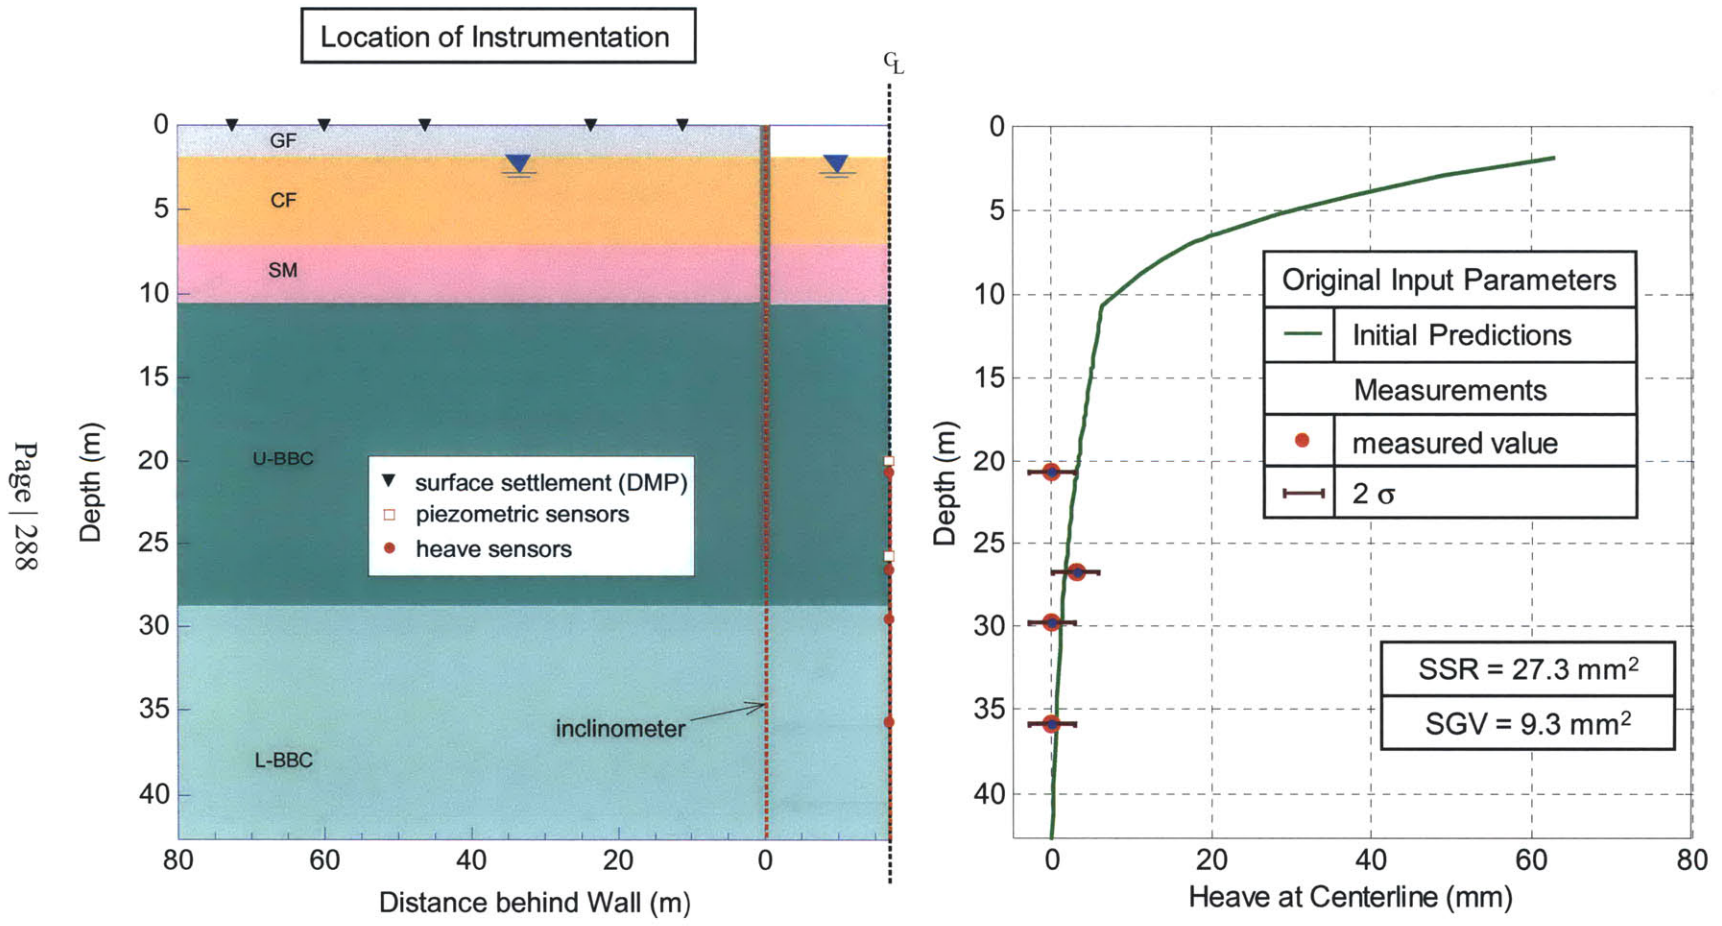 Location of Instrumentation
CL
0
5
10
15
20
25
30
35
40
Depth (m)
GF
CF
SM
U-BBC
L-BBC
surface settlement (DMP)
piezometric sensors
heave sensors
inclinometer
80
60
40
20
0
Distance behind Wall (m)
0
5
10
15
20
25
30
35
40
Depth (m)
Original Input Parameters
Initial Predictions
Measurements
measured value
2 σ
SSR = 27.3 mm²
SGV = 9.3 mm²
0
20
40
60
80
Heave at Centerline (mm)
Page | 288